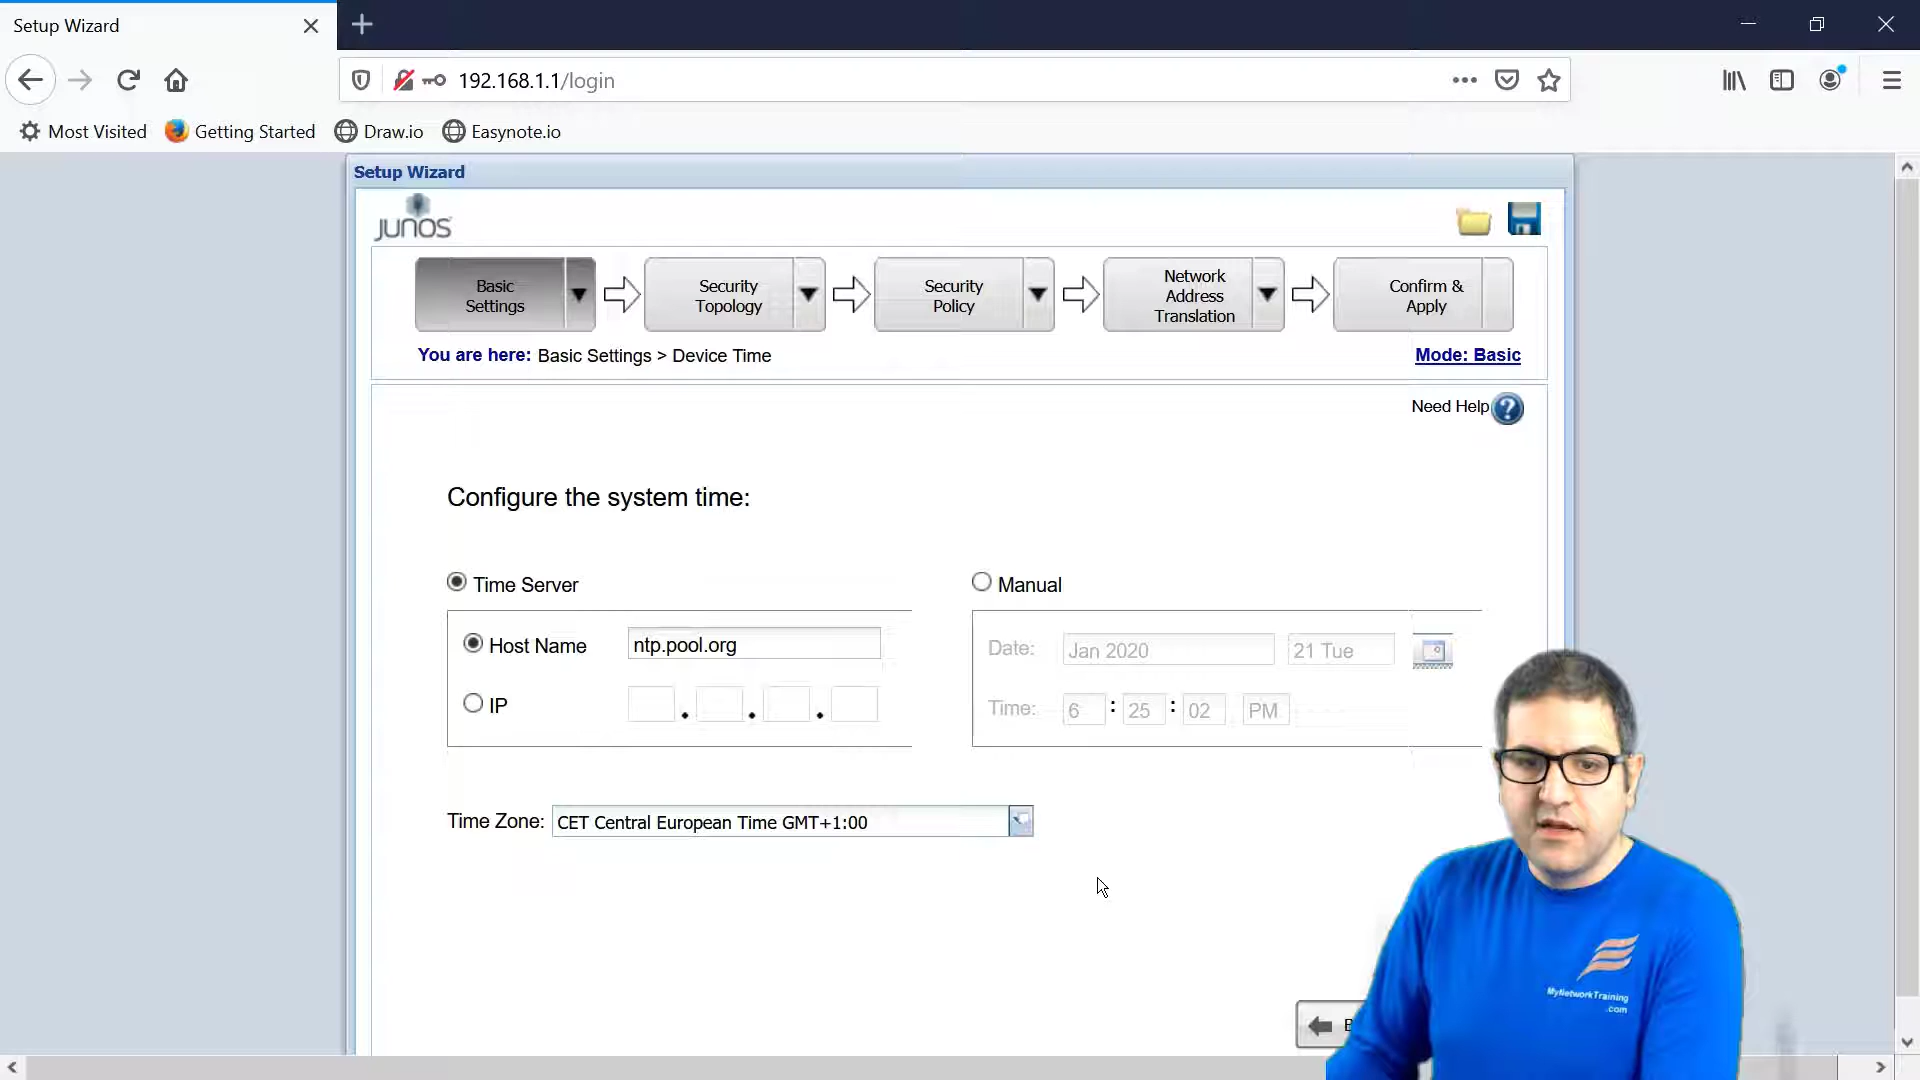 Setup Wizard
192.168.1.1/login
Most Visited
Getting Started
Draw.io
Easynote.io
Setup Wizard
JUNOS
Basic
Settings
Security
Topology
Security
Policy
Network
Address
Translation
Confirm &
Apply
You are here: Basic Settings > Device Time
Mode: Basic
Need Help
?
Configure the system time:
Time Server
Manual
Host Name
ntp.pool.org
Date:
Jan 2020
21 Tue
IP
. . .
Time:
6 : 25 : 02 PM
Time Zone:
CET Central European Time GMT+1:00
MyNetworkTraining
.com